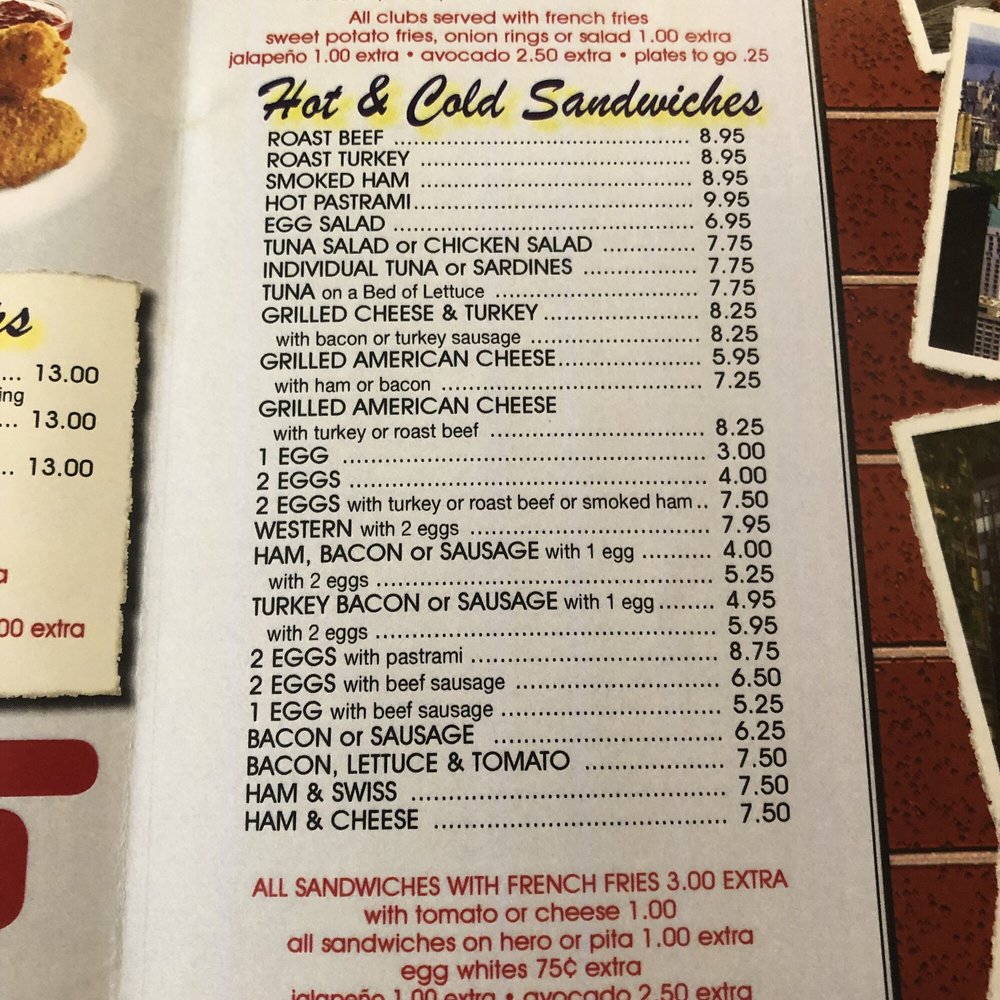 All clubs served with french fries
sweet potato fries, onion rings or salad 1.00 extra
jalapeño 1.00 extra • avocado 2.50 extra • plates to go .25
Hot & Cold Sandwiches
ROAST BEEF ........ 8.95
ROAST TURKEY ........ 8.95
SMOKED HAM ........ 8.95
HOT PASTRAMI ........ 9.95
EGG SALAD ........ 6.95
TUNA SALAD or CHICKEN SALAD ........ 7.75
INDIVIDUAL TUNA or SARDINES ........ 7.75
TUNA on a Bed of Lettuce ........ 7.75
GRILLED CHEESE & TURKEY ........ 8.25
with bacon or turkey sausage ........ 8.25
GRILLED AMERICAN CHEESE ........ 5.95
with ham or bacon ........ 7.25
GRILLED AMERICAN CHEESE
with turkey or roast beef ........ 8.25
1 EGG ........ 3.00
2 EGGS ........ 4.00
2 EGGS with turkey or roast beef or smoked ham .. 7.50
WESTERN with 2 eggs ........ 7.95
HAM, BACON or SAUSAGE with 1 egg ........ 4.00
with 2 eggs ........ 5.25
TURKEY BACON or SAUSAGE with 1 egg ........ 4.95
with 2 eggs ........ 5.95
2 EGGS with pastrami ........ 8.75
2 EGGS with beef sausage ........ 6.50
1 EGG with beef sausage ........ 5.25
BACON or SAUSAGE ........ 6.25
BACON, LETTUCE & TOMATO ........ 7.50
HAM & SWISS ........ 7.50
HAM & CHEESE ........ 7.50
ALL SANDWICHES WITH FRENCH FRIES 3.00 EXTRA
with tomato or cheese 1.00
all sandwiches on hero or pita 1.00 extra
egg whites 75¢ extra
jalapeño 1.00 extra • avocado 2.50 extra
... 13.00
... 13.00
... 13.00
extra